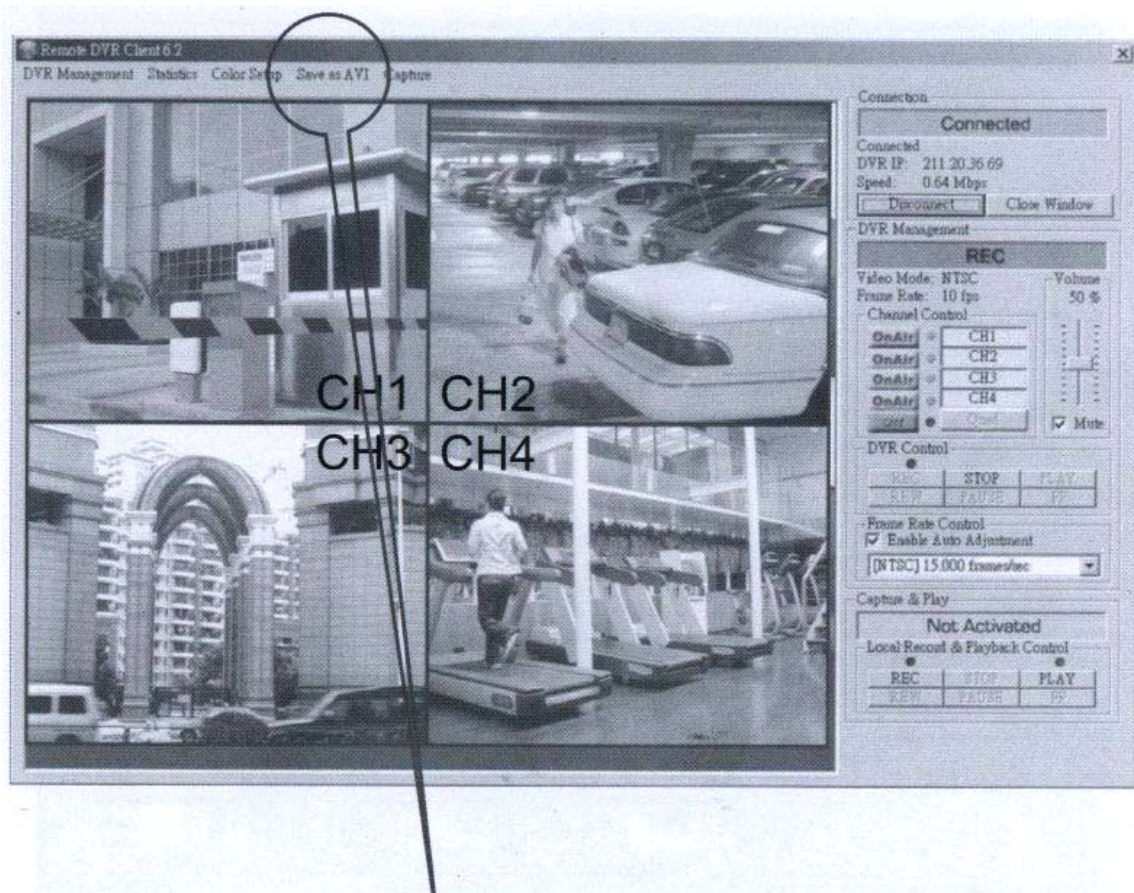 Remote DVR Client 6.2
DVR Management Statistics Color Setup Save as AVI Capture
CH1 CH2
CH3 CH4
Connection
Connected
Connected
DVR IP: 211.20.36.69
Speed: 0.64 Mbps
Disconnect Close Window
DVR Management
REC
Video Mode: NTSC
Frame Rate: 10 fps
Volume
50 %
Channel Control
OnAir CH1
OnAir CH2
OnAir CH3
OnAir CH4
Off Quad
Mute
DVR Control
REC STOP PLAY
REW PAUSE FF
Frame Rate Control
Enable Auto Adjustment
[NTSC] 15.000 frames/sec
Capture & Play
Not Activated
Local Record & Playback Control
REC STOP PLAY
REW PAUSE FF